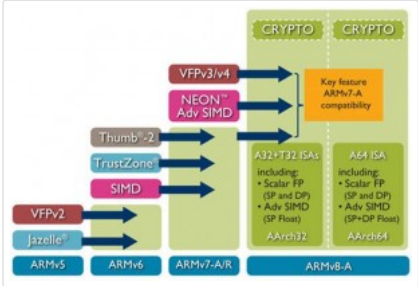 CRYPTO
CRYPTO
VFPv3/v4
NEON™
Adv SIMD
Key feature
ARMv7-A
compatibility
Thumb®-2
TrustZone®
SIMD
VFPv2
Jazelle®
A32+T32 ISAs
including:
• Scalar FP
(SP and DP)
• Adv SIMD
(SP Float)
AArch32
A64 ISA
including:
• Scalar FP
(SP and DP)
• Adv SIMD
(SP+DP Float)
AArch64
ARMv5
ARMv6
ARMv7-A/R
ARMv8-A